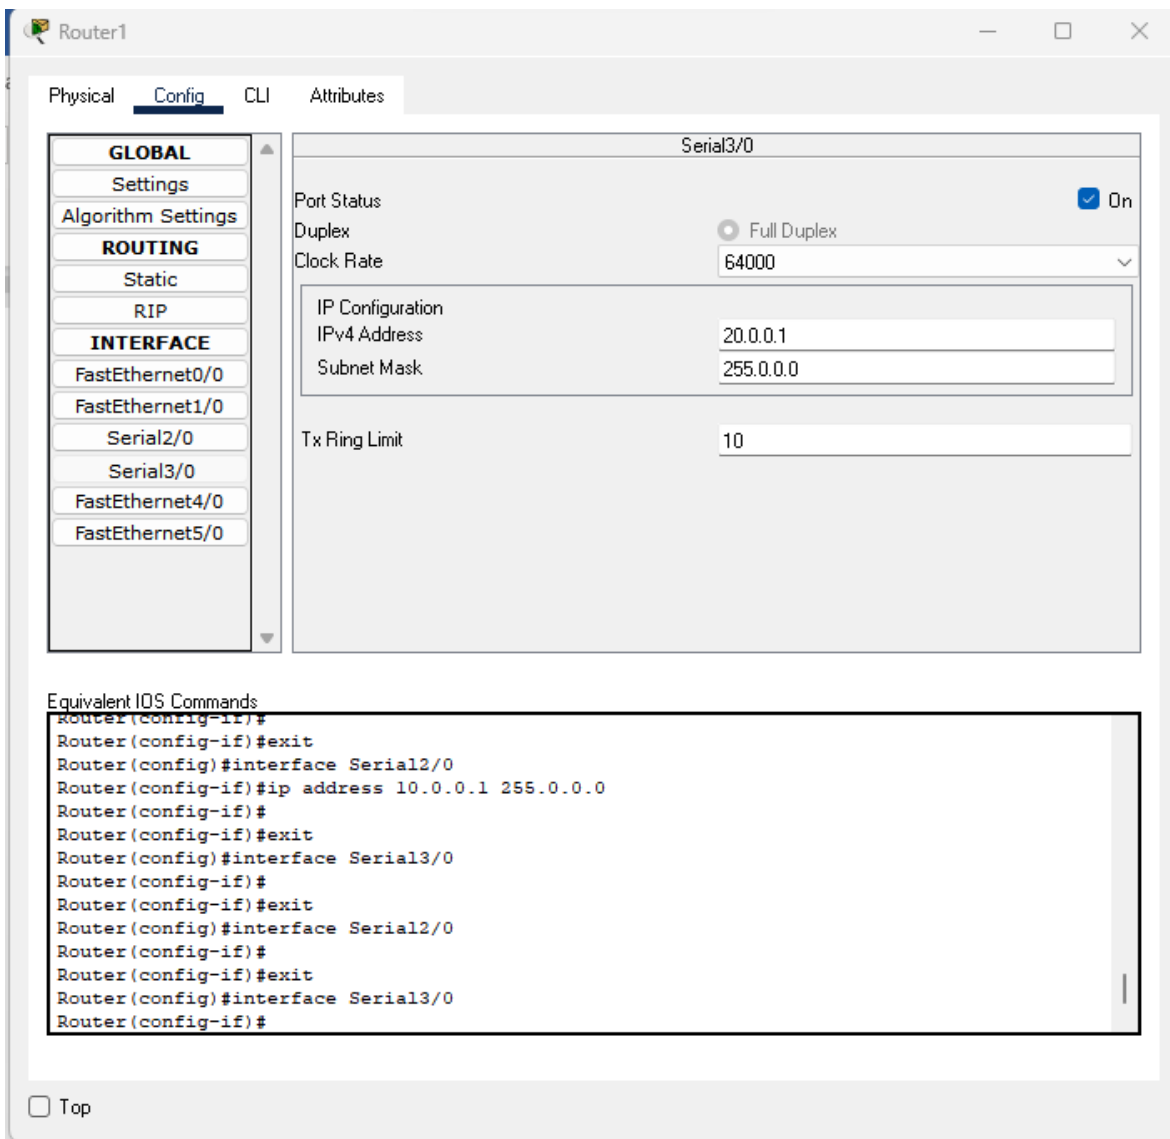 Router1
Physical Config CLI Attributes
GLOBAL
Settings
Algorithm Settings
ROUTING
Static
RIP
INTERFACE
FastEthernet0/0
FastEthernet1/0
Serial2/0
Serial3/0
FastEthernet4/0
FastEthernet5/0
Serial3/0
Port Status On
Duplex Full Duplex
Clock Rate 64000
IP Configuration
IPv4 Address 20.0.0.1
Subnet Mask 255.0.0.0
Tx Ring Limit 10
Equivalent IOS Commands
Router(config-if)#
Router(config-if)#exit
Router(config)#interface Serial2/0
Router(config-if)#ip address 10.0.0.1 255.0.0.0
Router(config-if)#
Router(config-if)#exit
Router(config)#interface Serial3/0
Router(config-if)#
Router(config-if)#exit
Router(config)#interface Serial2/0
Router(config-if)#
Router(config-if)#exit
Router(config)#interface Serial3/0
Router(config-if)#
Top